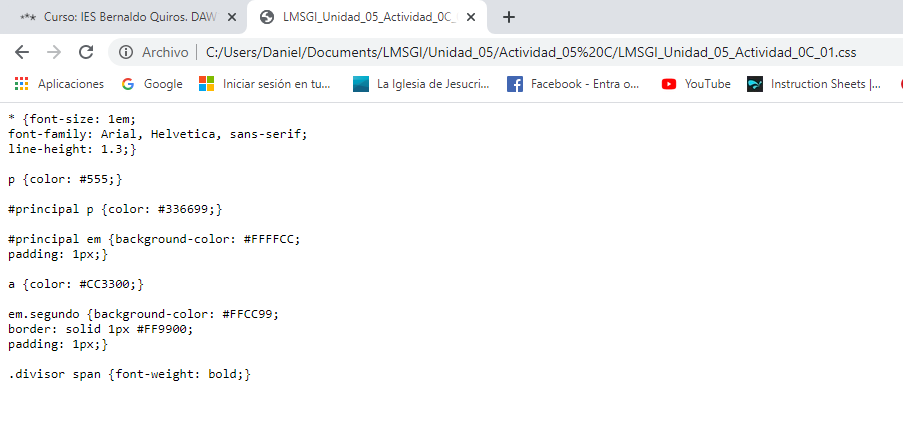 Curso: IES Bernaldo Quiros. DAW
LMSGI_Unidad_05_Actividad_0C_
Archivo C:/Users/Daniel/Documents/LMSGI/Unidad_05/Actividad_05%20C/LMSGI_Unidad_05_Actividad_0C_01.css
Aplicaciones Google Iniciar sesión en tu... La Iglesia de Jesucri... Facebook - Entra o... YouTube Instruction Sheets |...
* {font-size: 1em;
font-family: Arial, Helvetica, sans-serif;
line-height: 1.3;}
p {color: #555;}
#principal p {color: #336699;}
#principal em {background-color: #FFFFCC;
padding: 1px;}
a {color: #CC3300;}
em.segundo {background-color: #FFCC99;
border: solid 1px #FF9900;
padding: 1px;}
.divisor span {font-weight: bold;}